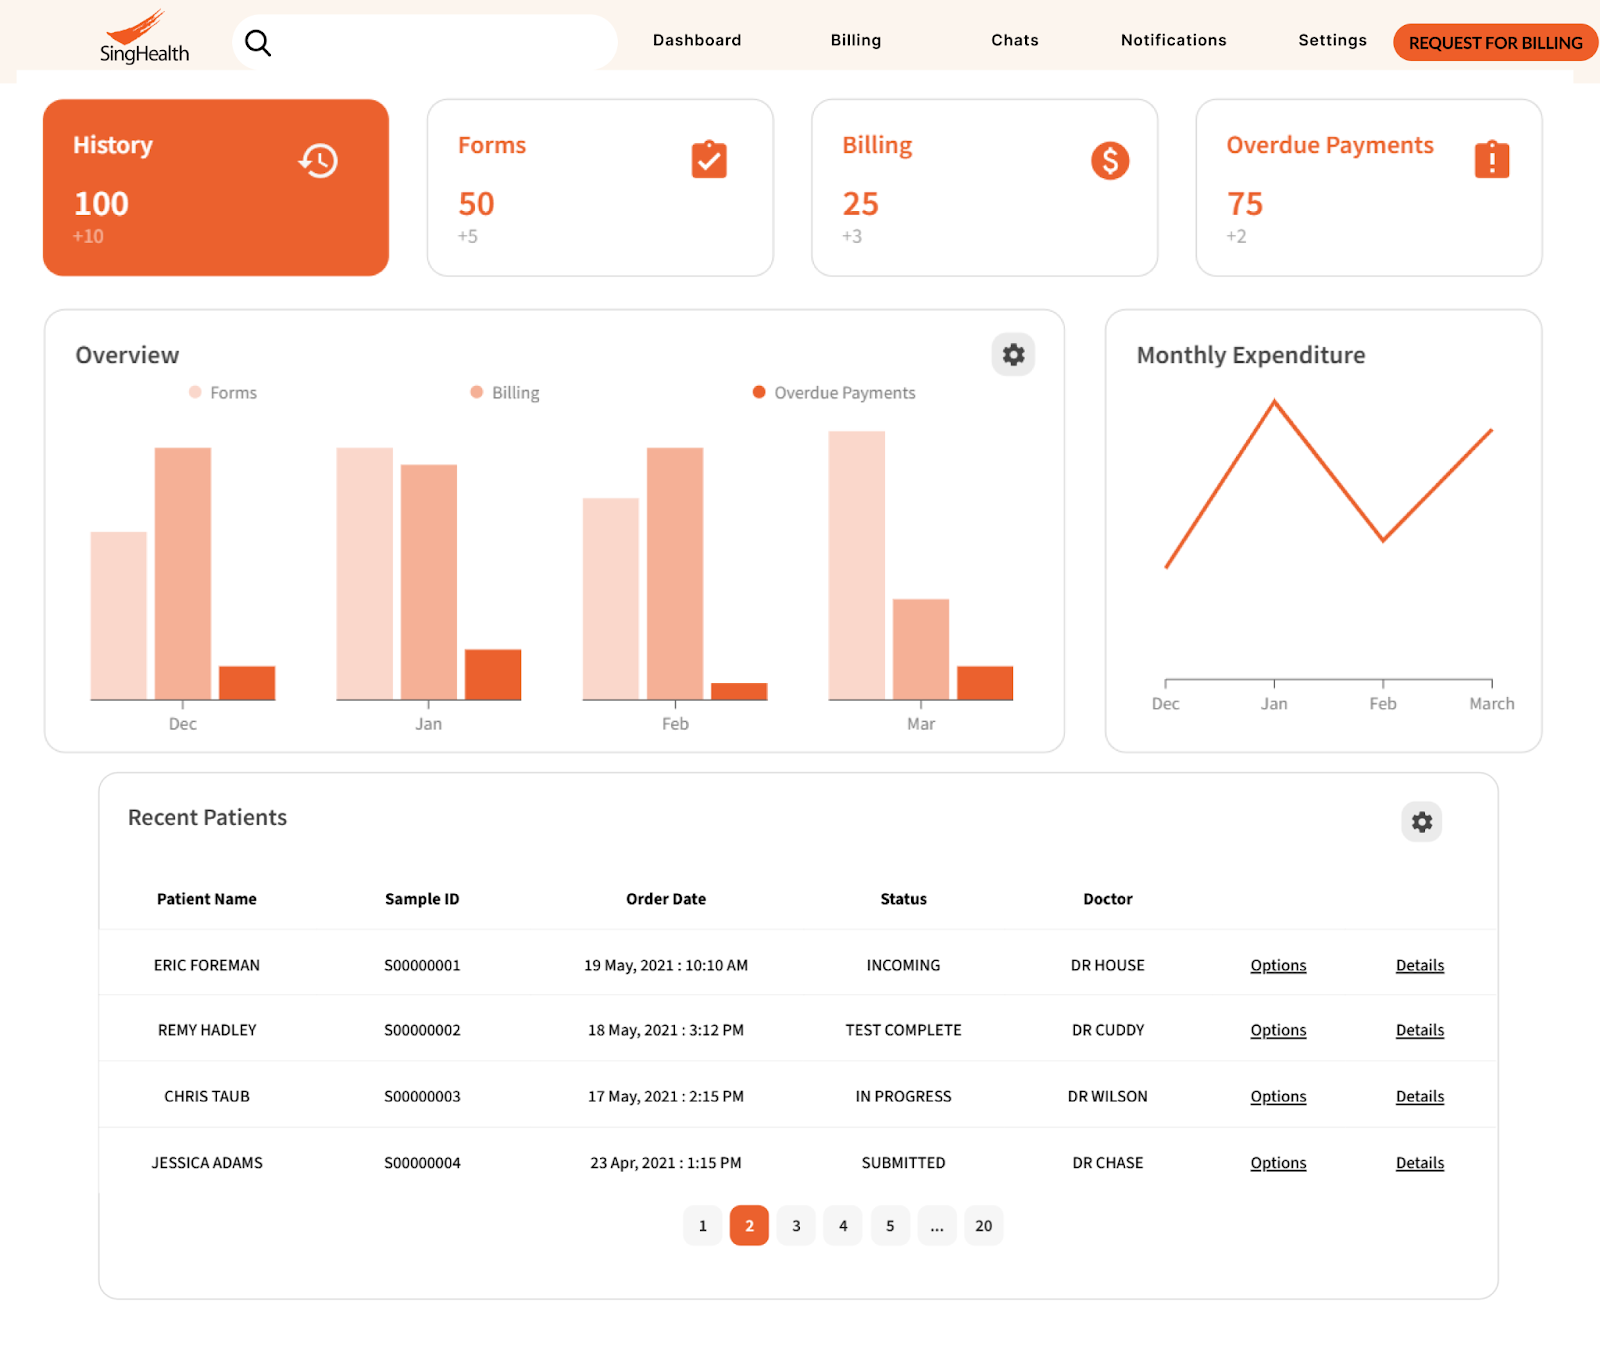 SingHealth
Dashboard Billing Chats Notifications Settings REQUEST FOR BILLING
History
100
+10
Forms
50
+5
Billing
25
+3
Overdue Payments
75
+2
Overview
Forms Billing Overdue Payments
Dec Jan Feb Mar
Monthly Expenditure
Dec Jan Feb March
Recent Patients
Patient Name Sample ID Order Date Status Doctor
ERIC FOREMAN S00000001 19 May, 2021 : 10:10 AM INCOMING DR HOUSE Options Details
REMY HADLEY S00000002 18 May, 2021 : 3:12 PM TEST COMPLETE DR CUDDY Options Details
CHRIS TAUB S00000003 17 May, 2021 : 2:15 PM IN PROGRESS DR WILSON Options Details
JESSICA ADAMS S00000004 23 Apr, 2021 : 1:15 PM SUBMITTED DR CHASE Options Details
1 2 3 4 5 ... 20